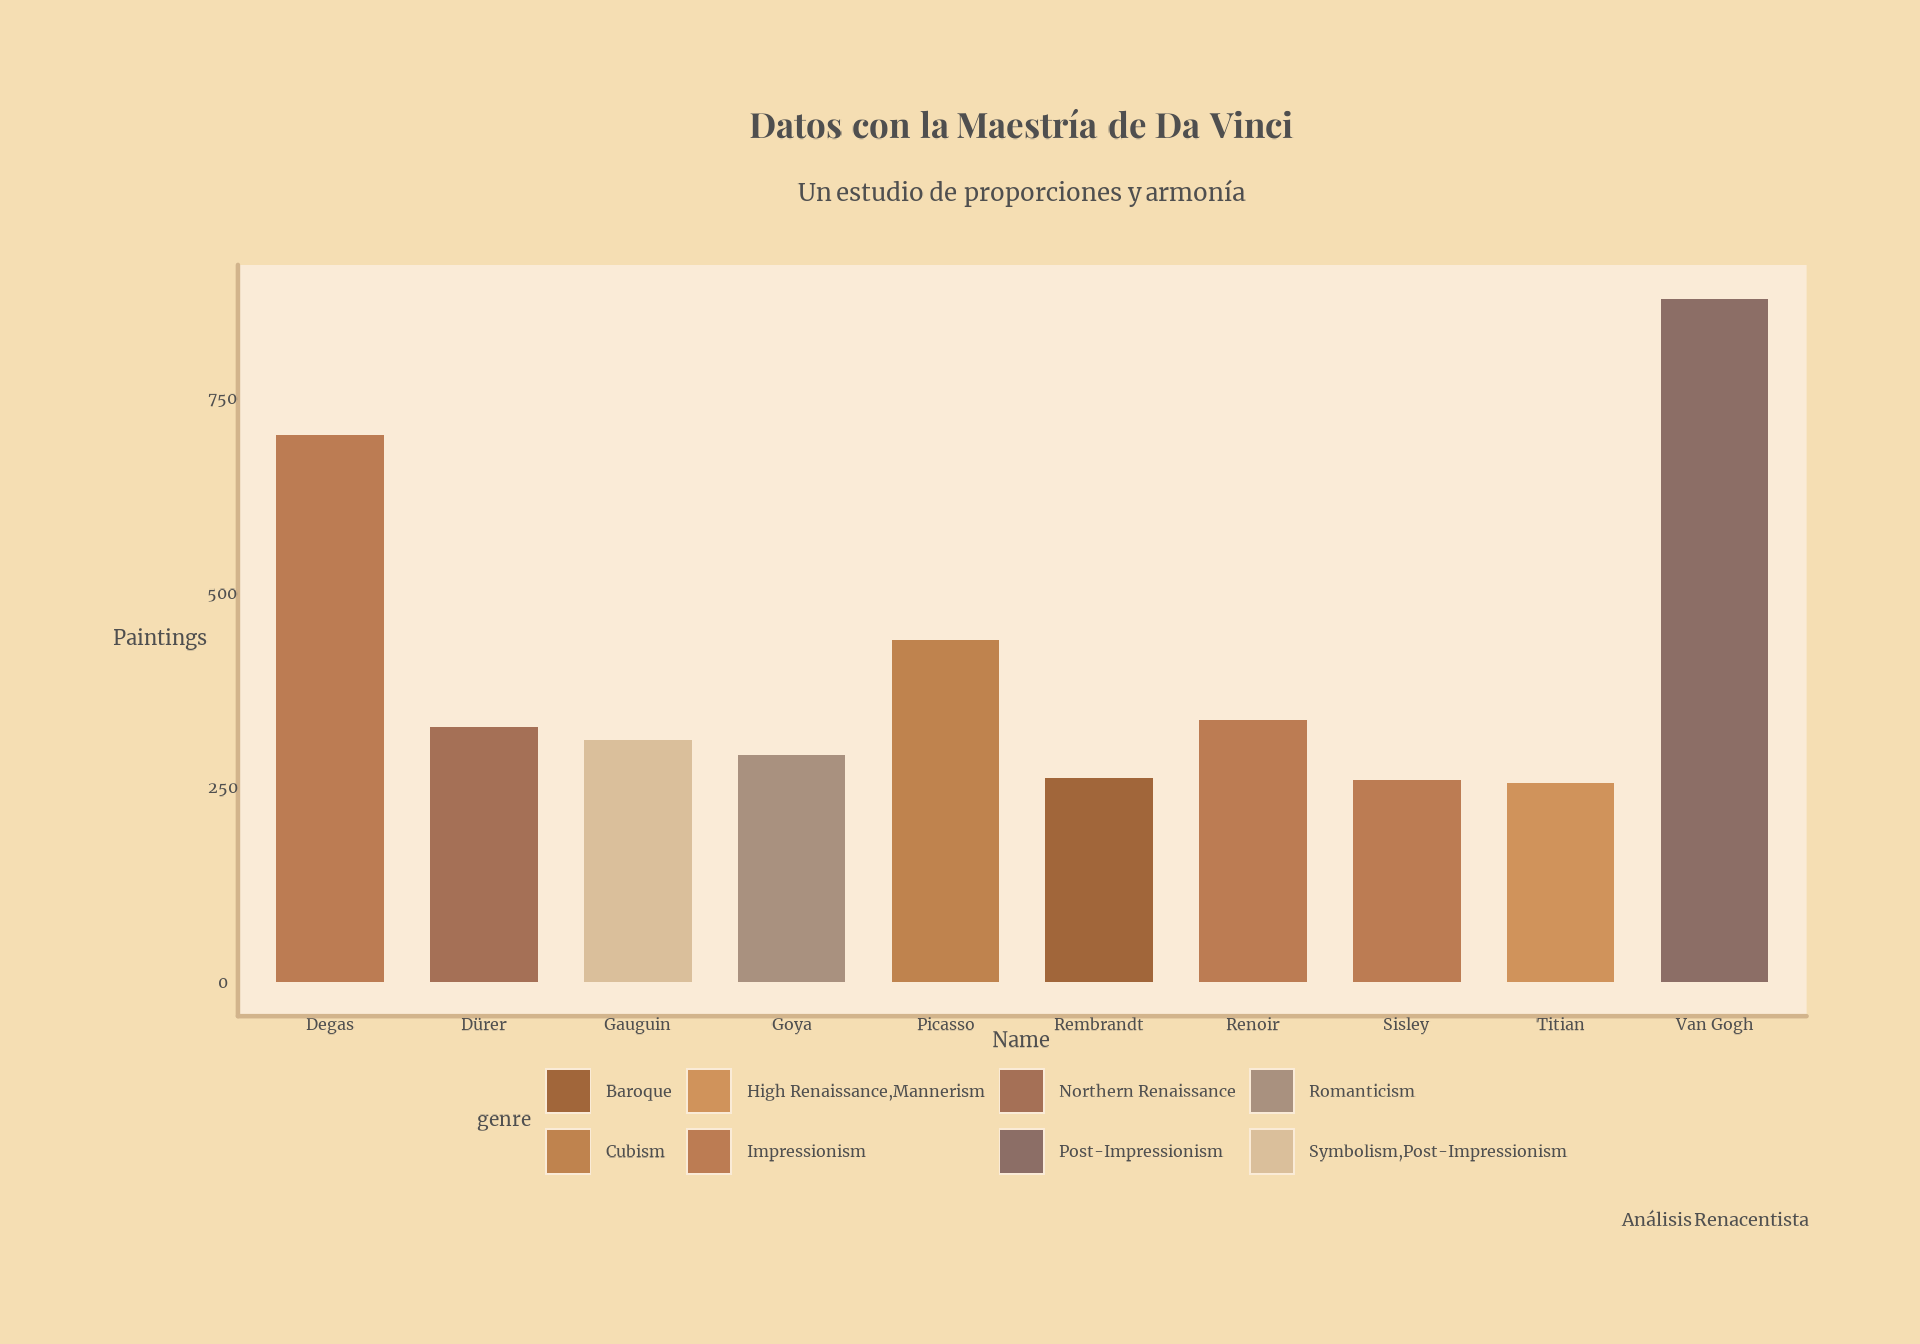 Datos con la Maestría de Da Vinci
Un estudio de proporciones y armonía
750
500
Paintings
250
0
Degas Dürer Gauguin Goya Picasso Rembrandt Renoir Sisley Titian Van Gogh
Name
genre
Baroque High Renaissance,Mannerism Northern Renaissance Romanticism
Cubism Impressionism Post-Impressionism Symbolism,Post-Impressionism
Análisis Renacentista